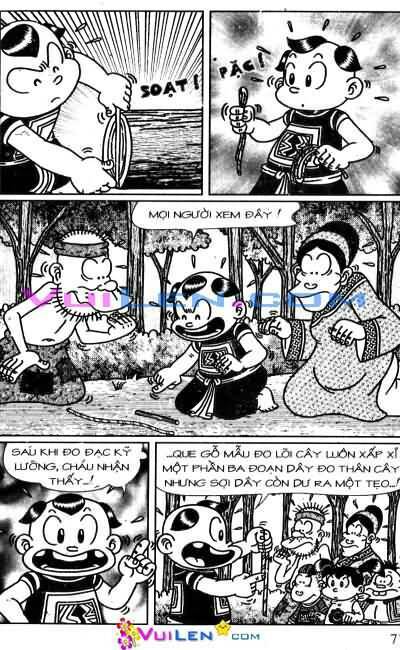 SOẠT!
PẶC!
MỌI NGƯỜI XEM ĐÂY!
VUILEN.COM
SAU KHI ĐO ĐẠC KỸ
LƯỠNG, CHÁU NHẬN
THẤY...!
...QUE GỖ MẪU ĐO LÕI CÂY LUÔN XẤP XỈ
MỘT PHẦN BA ĐOẠN DÂY ĐO THÂN CÂY
NHƯNG SỢI DÂY CÒN DƯ RA MỘT TẸO...!
VUILEN.COM